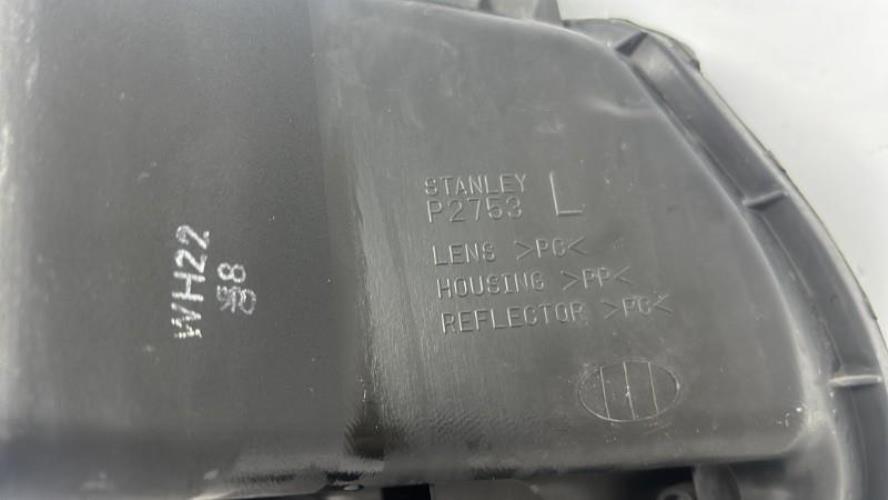 STANLEY L
P2753
LENS >PC<
HOUSING >PP<
REFLECTOR >PC<
WH22